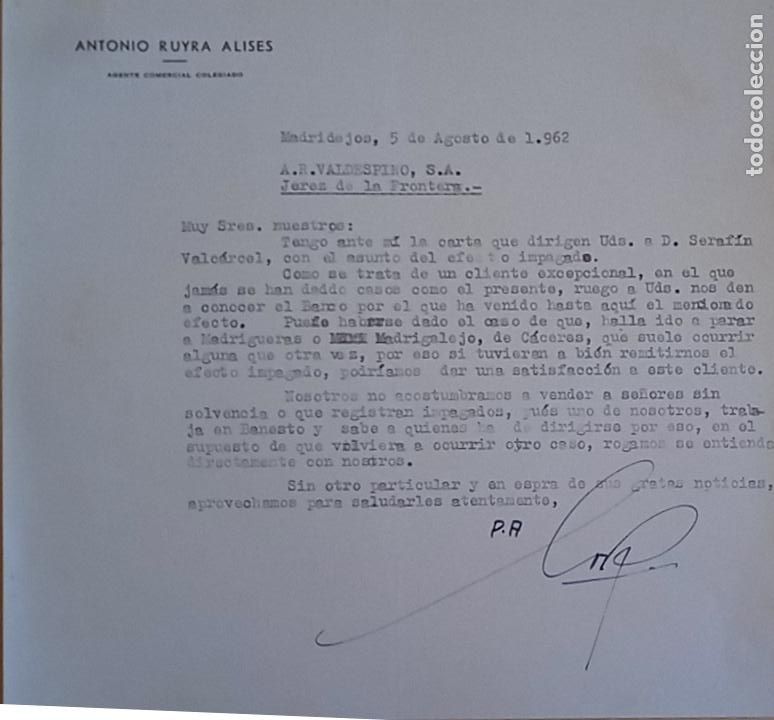 ANTONIO RUYRA ALISES
AGENTE COMERCIAL COLEGIADO
Madridejos, 5 de Agosto de 1.962
A.R.VALDESPINO, S.A.
Jerez de la Frontera.-
Muy Sres. nuestros:
Tengo ante mí la carta que dirigen Uds. a D. Serafín
Valcárcel, con el asunto del efecto impagado.
Como se trata de un cliente excepcional, en el que
jamás se han daddo casos como el presente, ruego a Uds. nos den
a conocer el Banco por el que ha venido hasta aquí el mencionado
efecto. Puede haberse dado el caso de que, halla ido a parar
a Madrigueras o Madrigalejo, de Cáceres, que suele ocurrir
alguna que otra vez, por eso si tuvieran a bién remitirnos el
efecto impagado, podríamos dar una satisfacción a este cliente.
Nosotros no acostumbramos a vender a señores sin
solvencia o que registran impagados, pués uno de nosotros, traba-
ja en Banesto y sabe a quienes ha de dirigirse por eso, en el
supuesto de que volviera a ocurrir otro caso, rogamos se entienda
directamente con nostros.
Sin otro particular y en espra de sus gratas noticias,
aprovechamos para saludarles atentamente,
P.A
todocoleccion